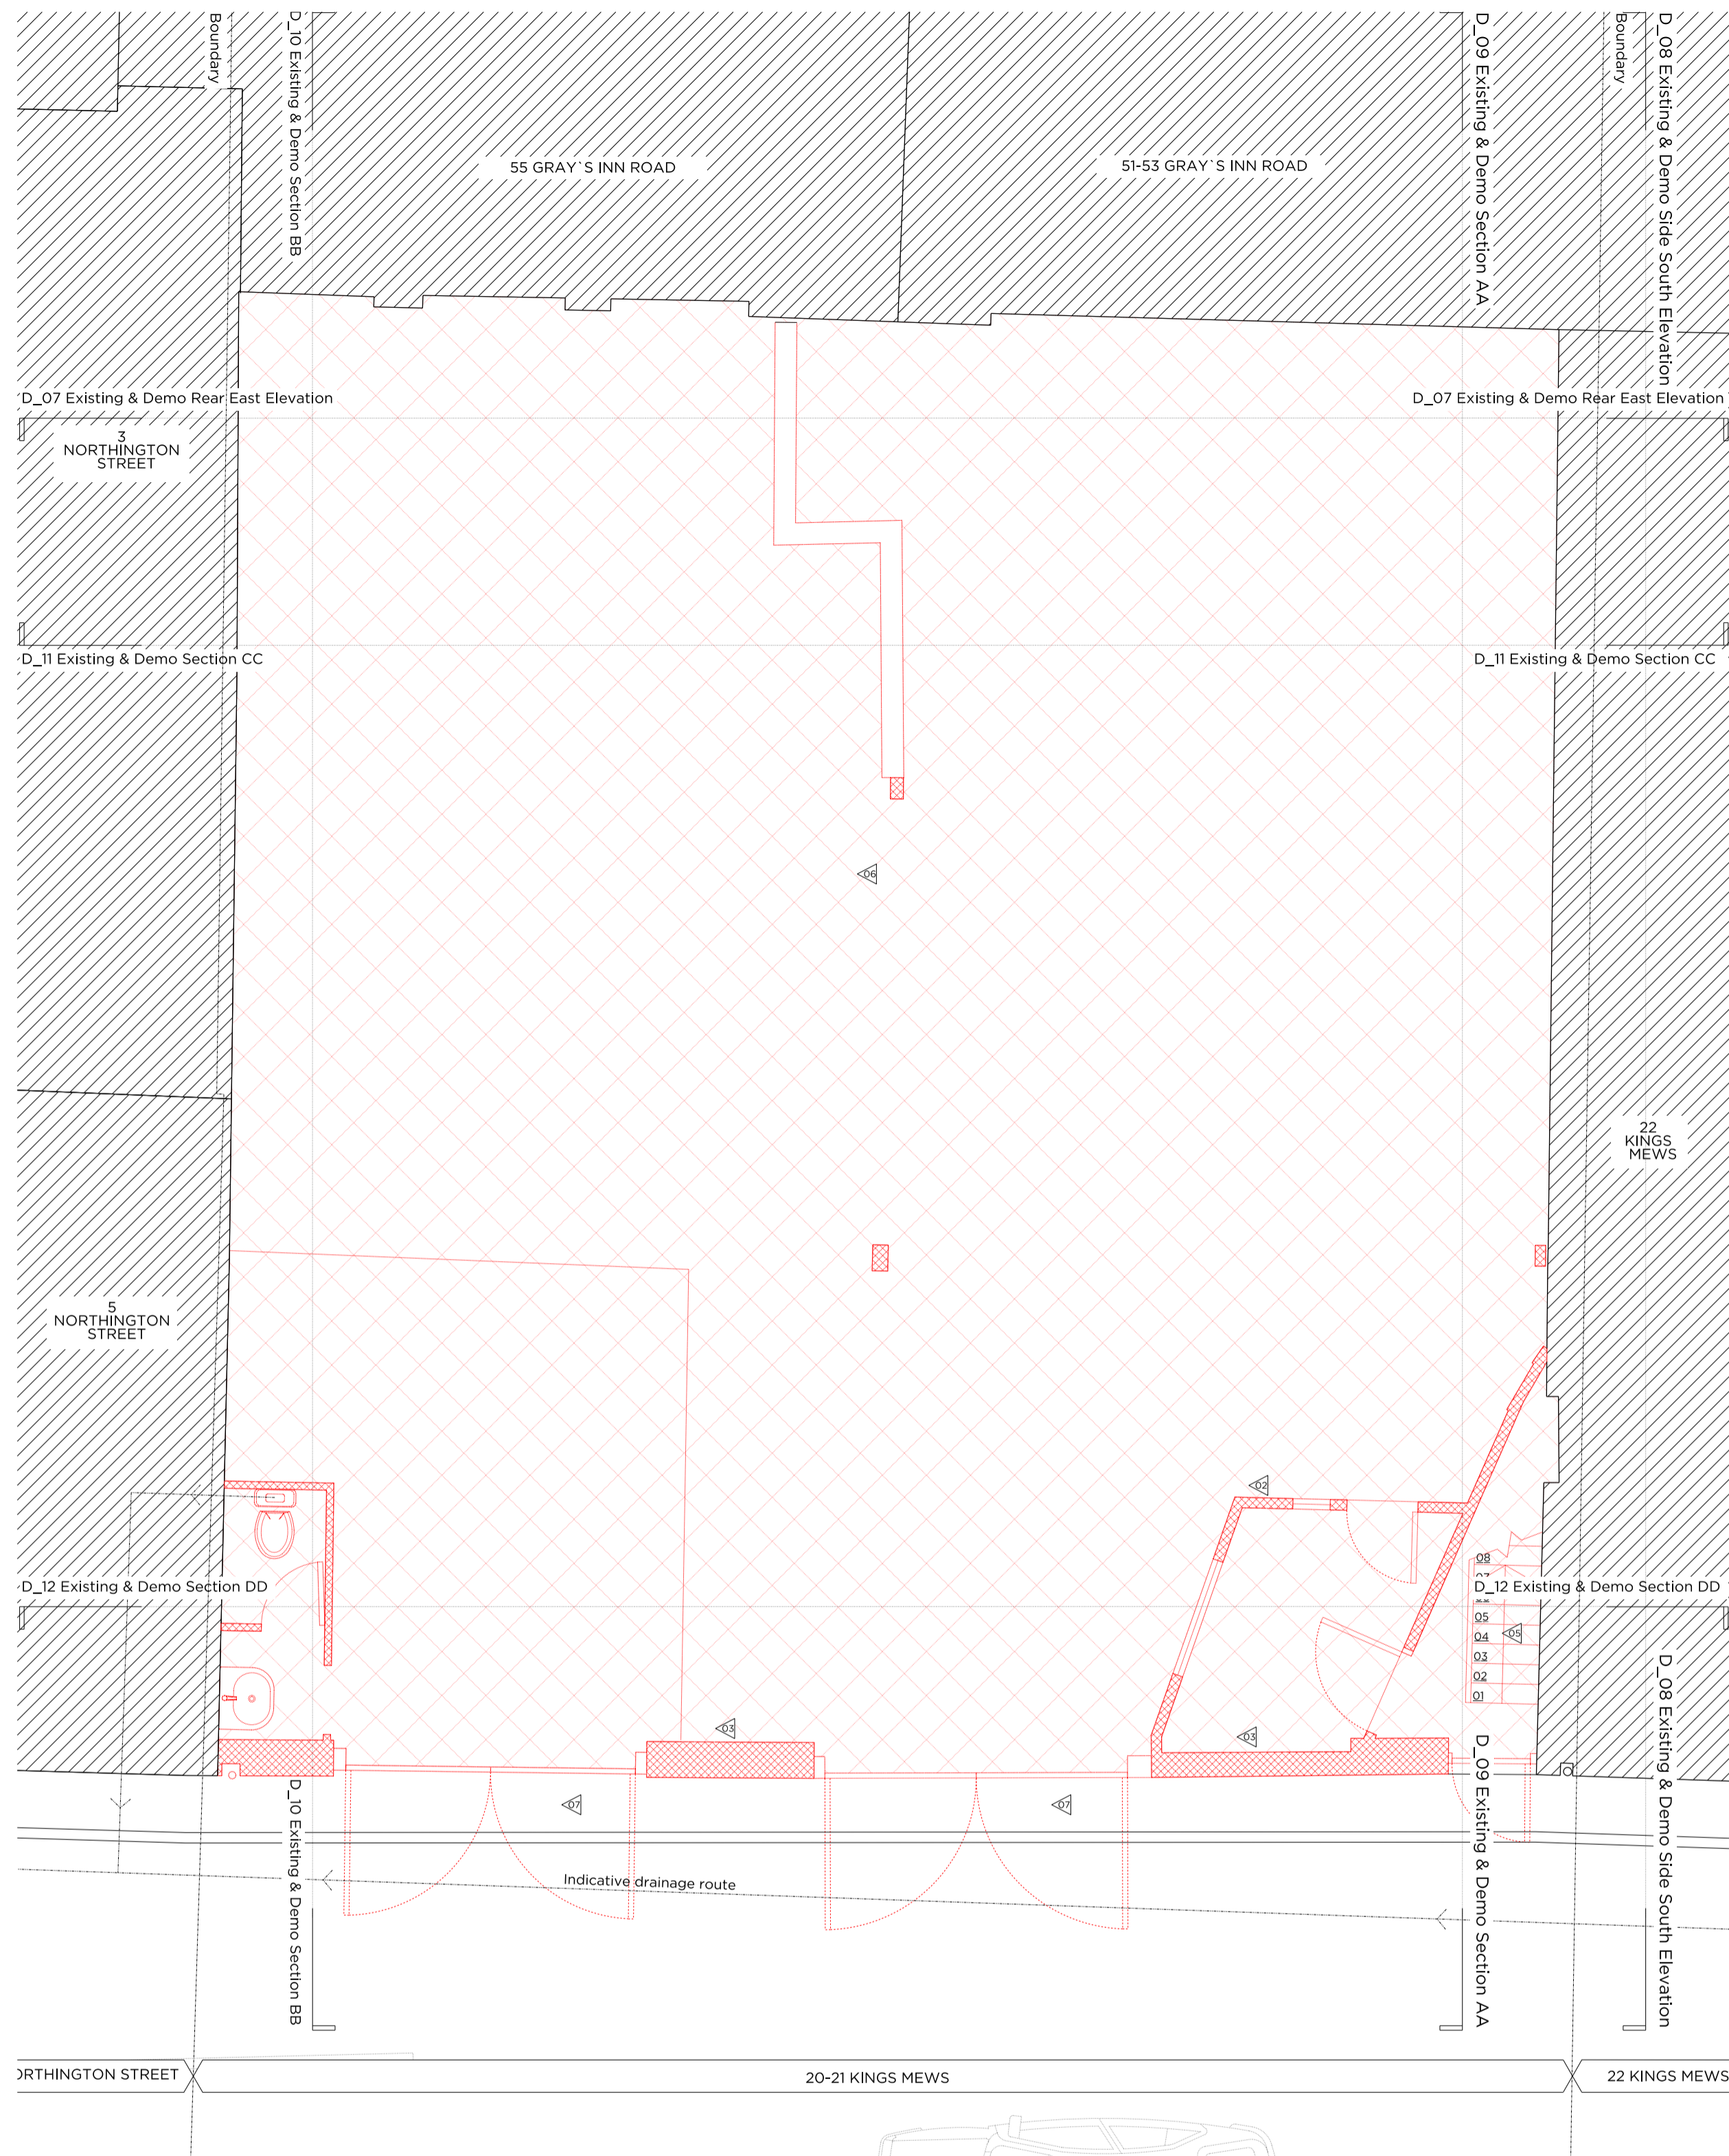 Boundary
D_10 Existing & Demo Section BB
D_09 Existing & Demo Section AA
Boundary
D_08 Existing & Demo Side South Elevation
55 GRAY`S INN ROAD
51-53 GRAY`S INN ROAD
D_07 Existing & Demo Rear East Elevation
D_07 Existing & Demo Rear East Elevation
3
NORTHINGTON
STREET
D_11 Existing & Demo Section CC
D_11 Existing & Demo Section CC
06
22
KINGS
MEWS
5
NORTHINGTON
STREET
02
08
D_12 Existing & Demo Section DD
D_12 Existing & Demo Section DD
05
04
05
03
02
01
03
03
D_10 Existing & Demo Section BB
D_09 Existing & Demo Section AA
D_08 Existing & Demo Side South Elevation
07
07
Indicative drainage route
ORTHINGTON STREET
20-21 KINGS MEWS
22 KINGS MEWS